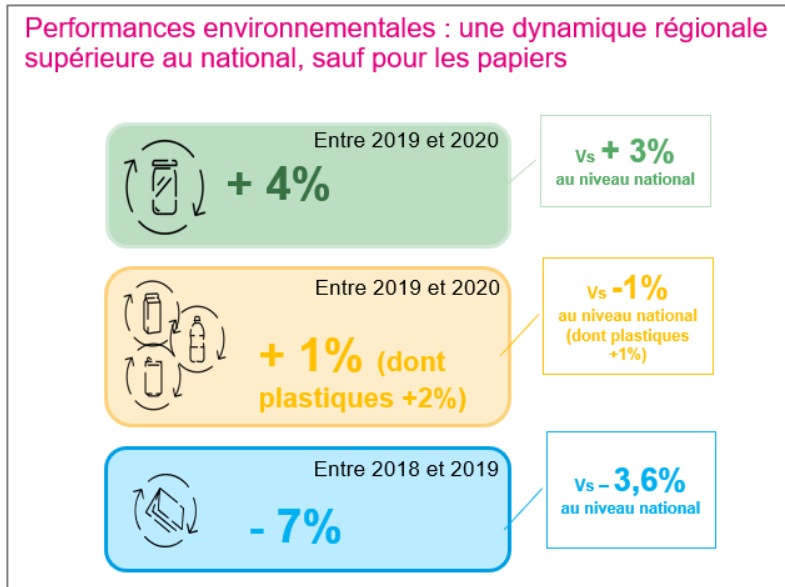 Performances environnementales : une dynamique régionale
supérieure au national, sauf pour les papiers
Entre 2019 et 2020
+ 4%
Vs + 3%
au niveau national
Entre 2019 et 2020
+ 1% (dont
plastiques +2%)
Vs -1%
au niveau national
(dont plastiques
+1%)
Entre 2018 et 2019
- 7%
Vs – 3,6%
au niveau national